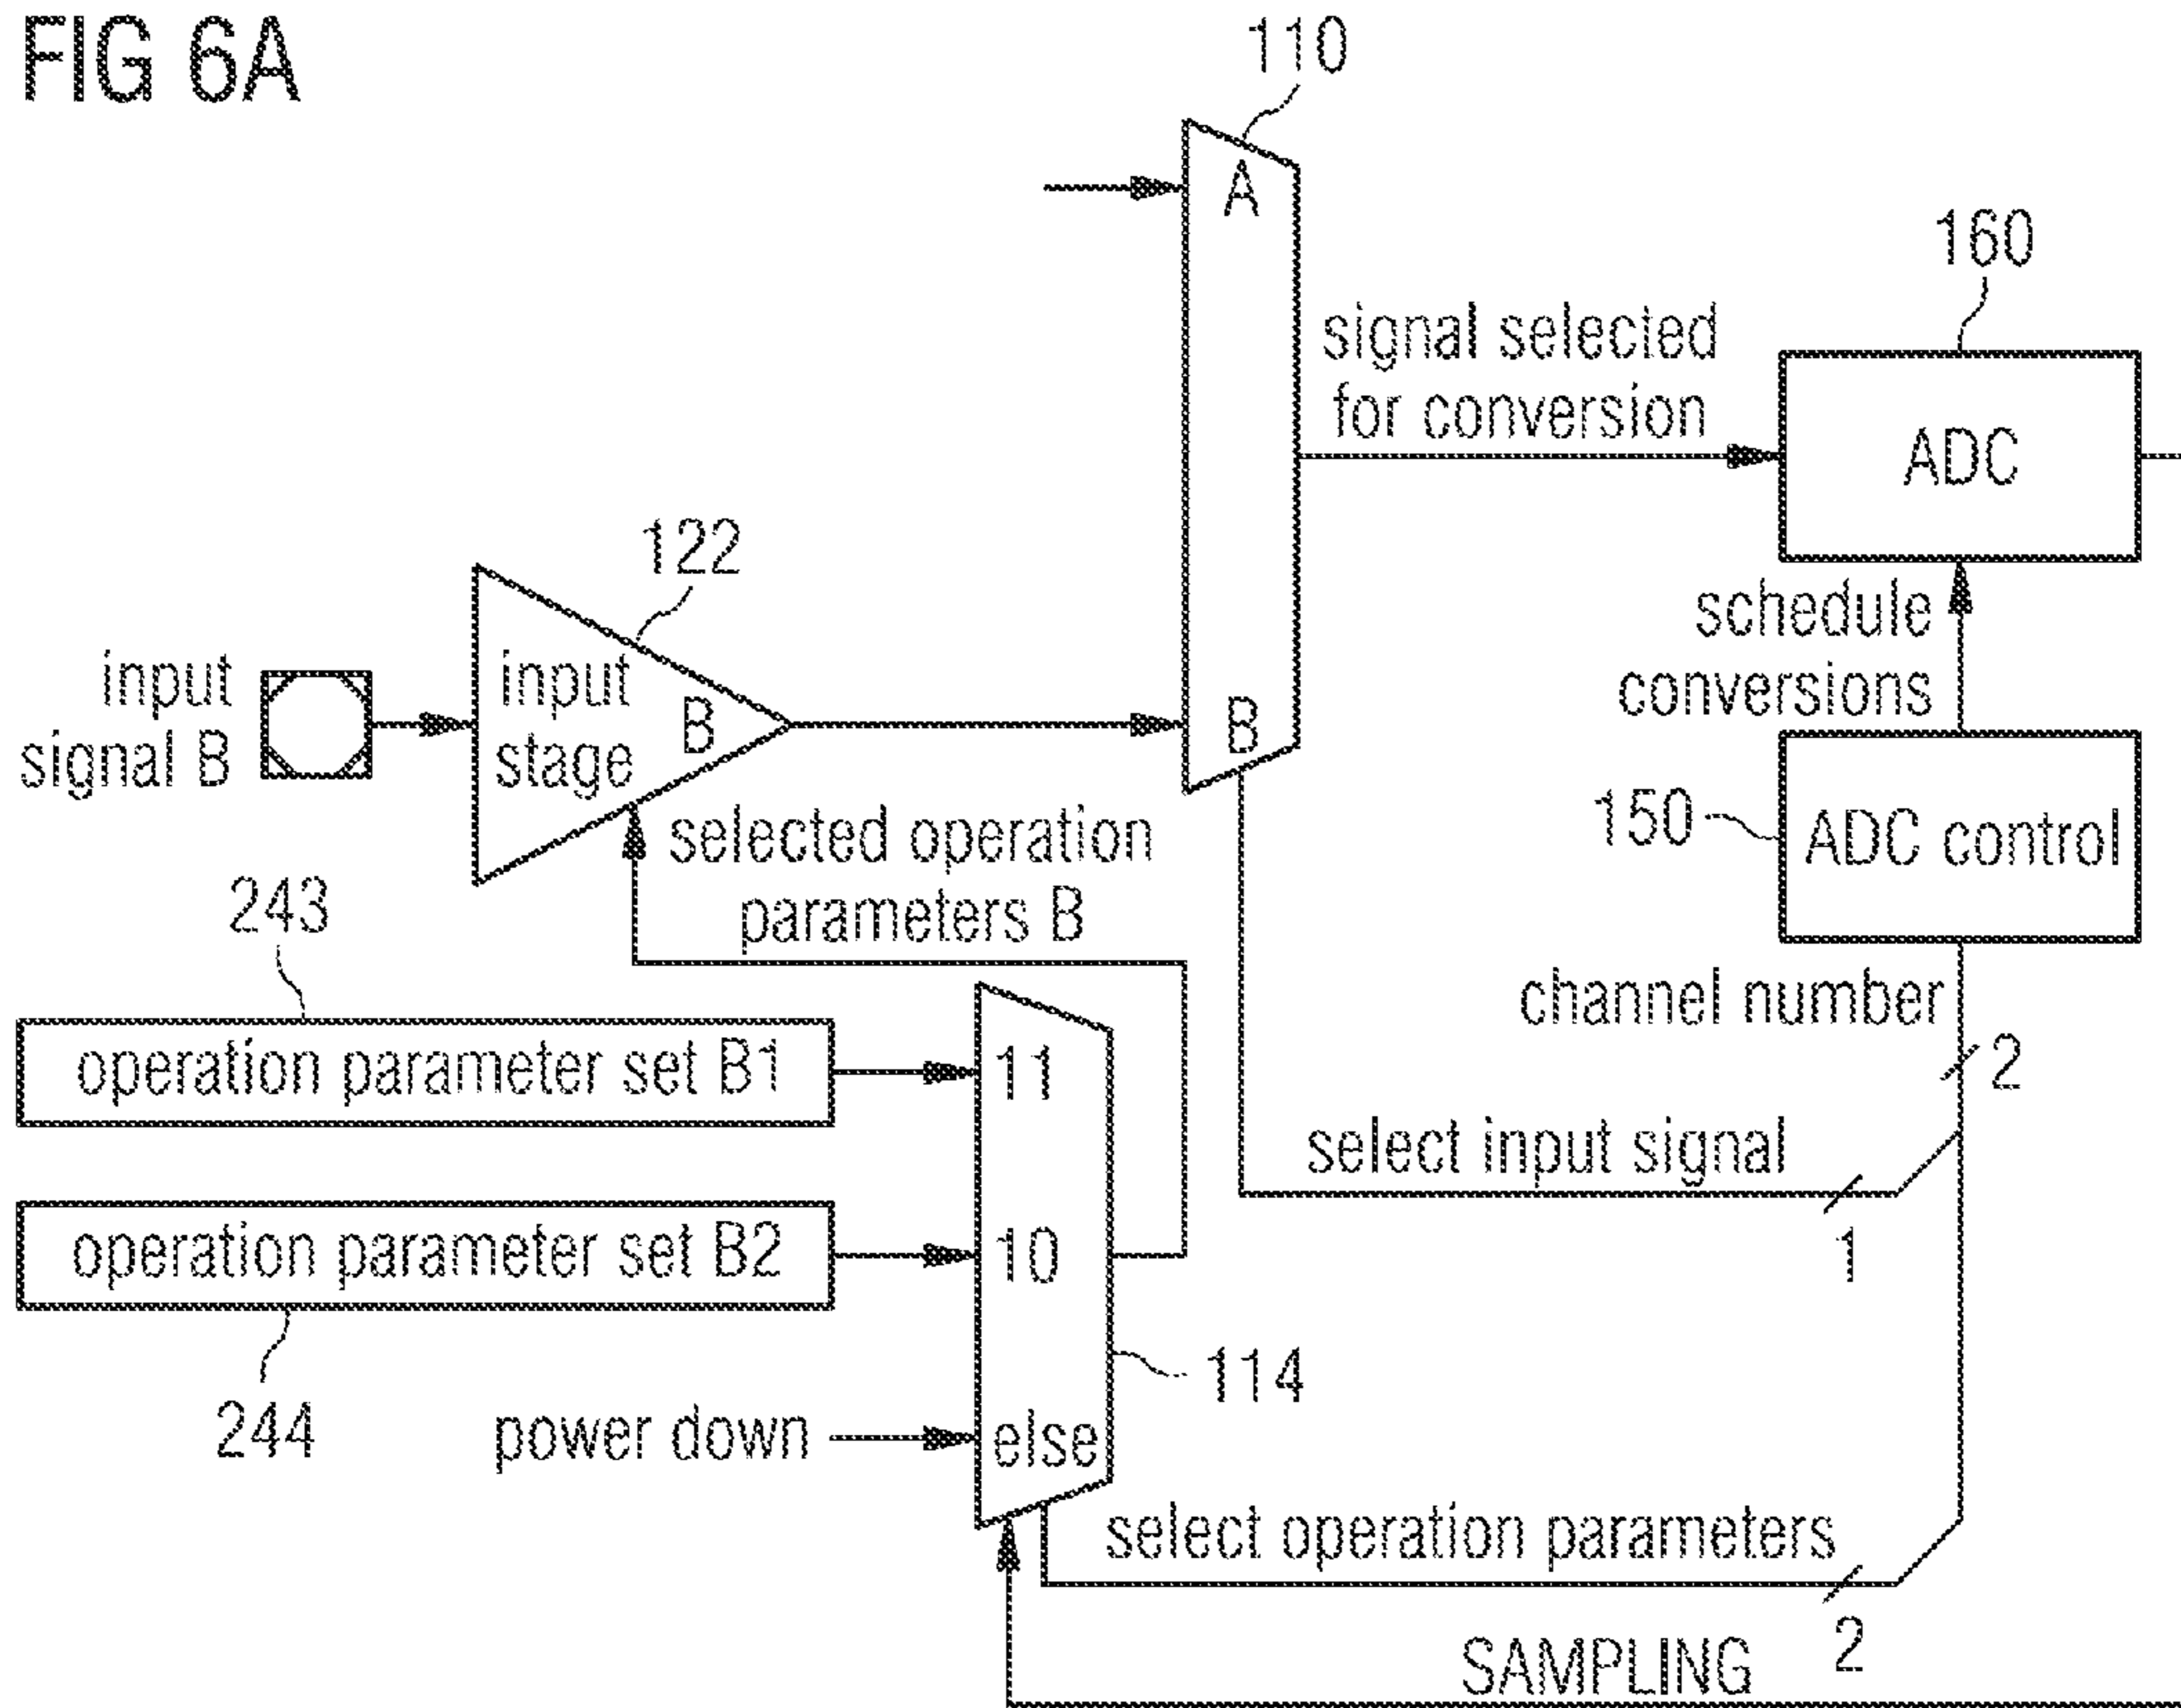 FIG 6A
110
A
160
signal selected
for conversion
ADC
122
schedule
conversions
input
signal B
input
stage
B
B
150
ADC control
selected operation
parameters B
243
channel number
2
operation parameter set B1
11
select input signal
1
operation parameter set B2
10
244
114
power down
else
select operation parameters
2
SAMPLING